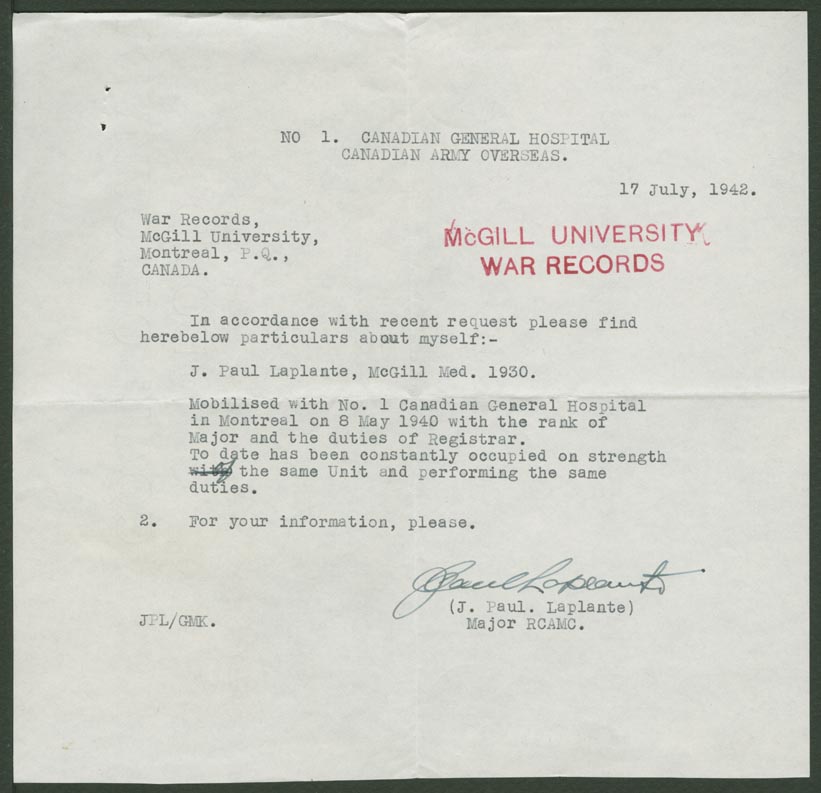 NO 1. CANADIAN GENERAL HOSPITAL
CANADIAN ARMY OVERSEAS.
17 July, 1942.
War Records,
McGill University,
Montreal, P.Q.,
CANADA.
McGILL UNIVERSITY
WAR RECORDS
In accordance with recent request please find
herebelow particulars about myself:-
J. Paul Laplante, McGill Med. 1930.
Mobilised with No. 1 Canadian General Hospital
in Montreal on 8 May 1940 with the rank of
Major and the duties of Registrar.
To date has been constantly occupied on strength
with of the same Unit and performing the same
duties.
2. For your information, please.
J Paul Laplante
(J. Paul. Laplante)
Major RCAMC.
JPL/GMK.